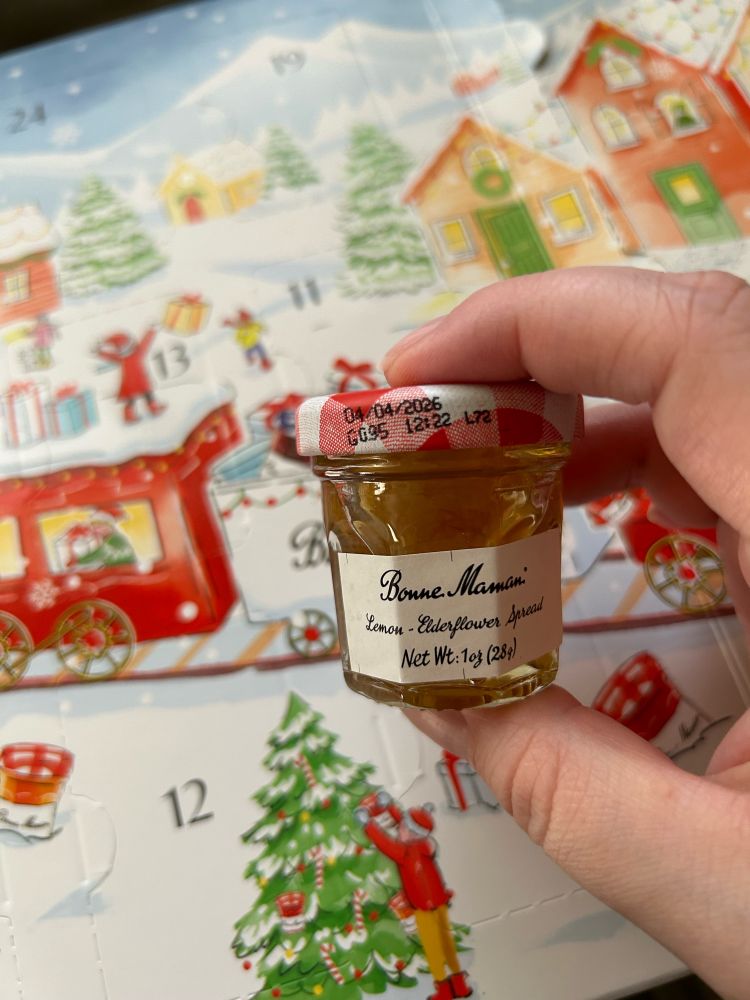 24
19
11
13
04/04/2026
G095 12:22 L72
Bonne Maman
Lemon - Elderflower Spread
Net Wt: 1oz (28g)
12